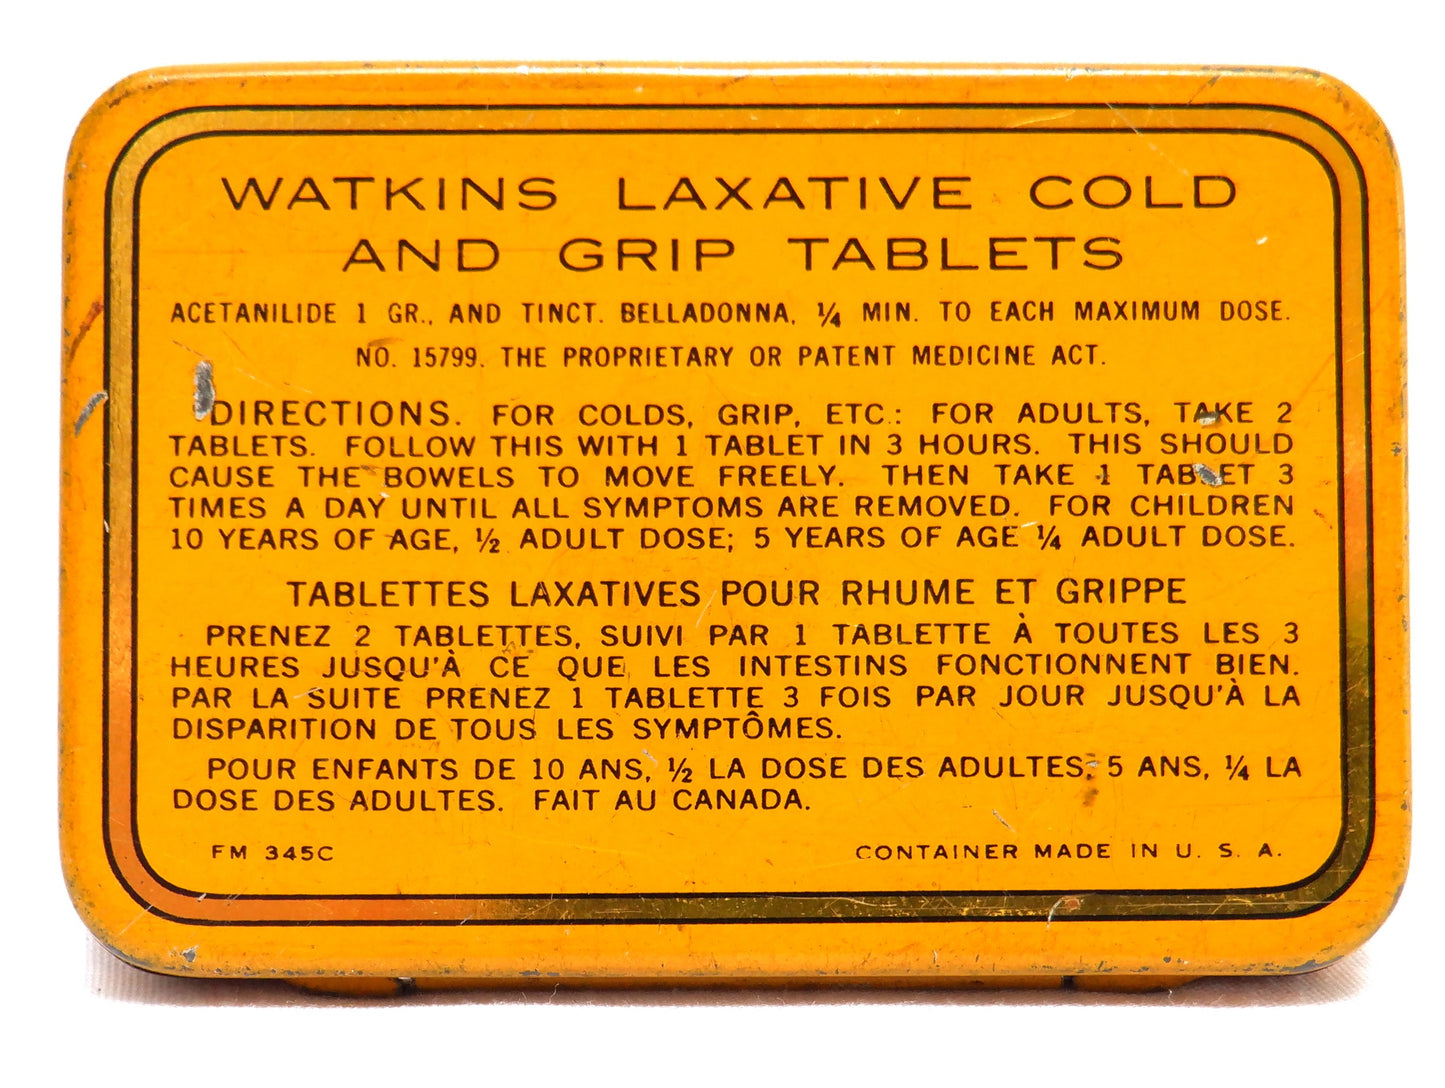 WATKINS LAXATIVE COLD
AND GRIP TABLETS
ACETANILIDE 1 GR., AND TINCT. BELLADONNA, ¼ MIN. TO EACH MAXIMUM DOSE.
NO. 15799. THE PROPRIETARY OR PATENT MEDICINE ACT.
DIRECTIONS. FOR COLDS, GRIP, ETC.: FOR ADULTS, TAKE 2
TABLETS. FOLLOW THIS WITH 1 TABLET IN 3 HOURS. THIS SHOULD
CAUSE THE BOWELS TO MOVE FREELY. THEN TAKE 1 TABLET 3
TIMES A DAY UNTIL ALL SYMPTOMS ARE REMOVED. FOR CHILDREN
10 YEARS OF AGE, ½ ADULT DOSE; 5 YEARS OF AGE ¼ ADULT DOSE.
TABLETTES LAXATIVES POUR RHUME ET GRIPPE
PRENEZ 2 TABLETTES, SUIVI PAR 1 TABLETTE À TOUTES LES 3
HEURES JUSQU'À CE QUE LES INTESTINS FONCTIONNENT BIEN.
PAR LA SUITE PRENEZ 1 TABLETTE 3 FOIS PAR JOUR JUSQU'À LA
DISPARITION DE TOUS LES SYMPTÔMES.
POUR ENFANTS DE 10 ANS, ½ LA DOSE DES ADULTES; 5 ANS, ¼ LA
DOSE DES ADULTES. FAIT AU CANADA.
FM 345C
CONTAINER MADE IN U. S. A.